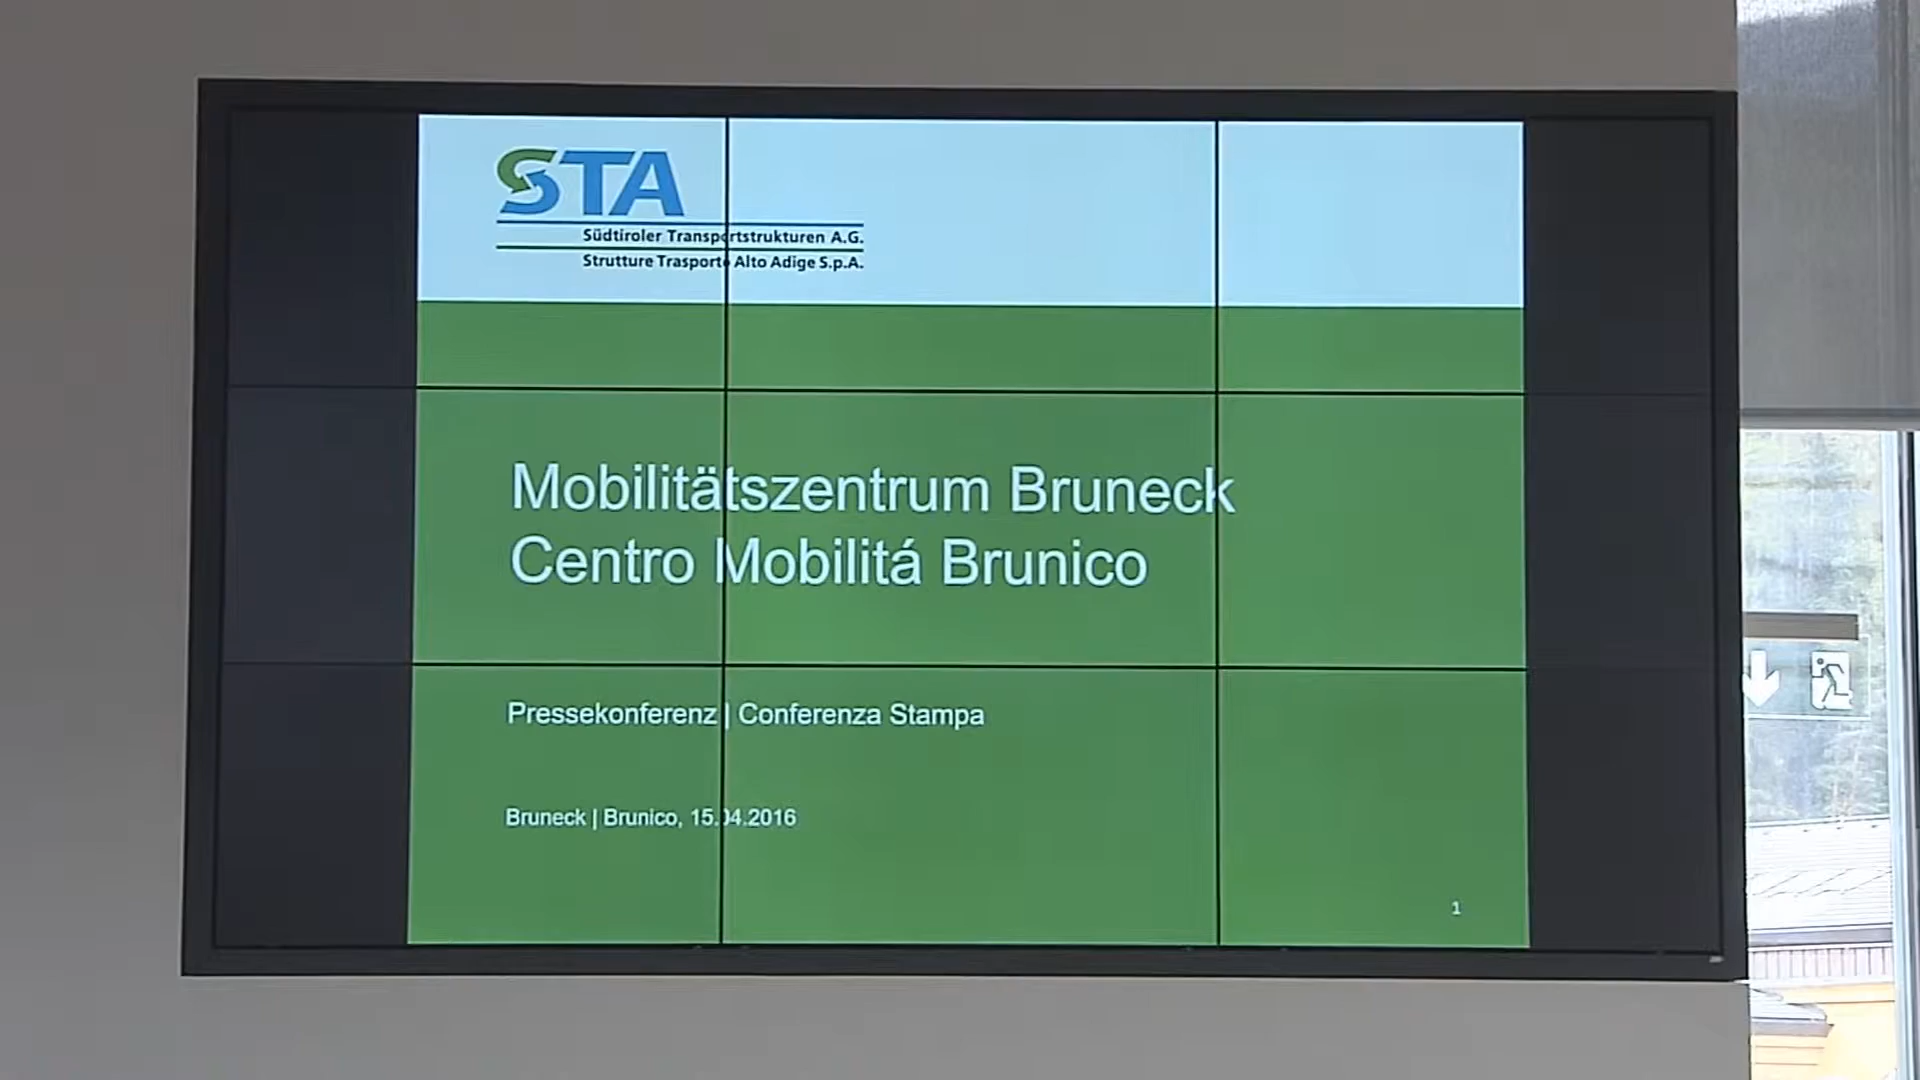 STA
Südtiroler Transportstrukturen A.G.
Strutture Trasporto Alto Adige S.p.A.
Mobilitätszentrum Bruneck
Centro Mobilitá Brunico
Pressekonferenz | Conferenza Stampa
Bruneck | Brunico, 15.04.2016
1